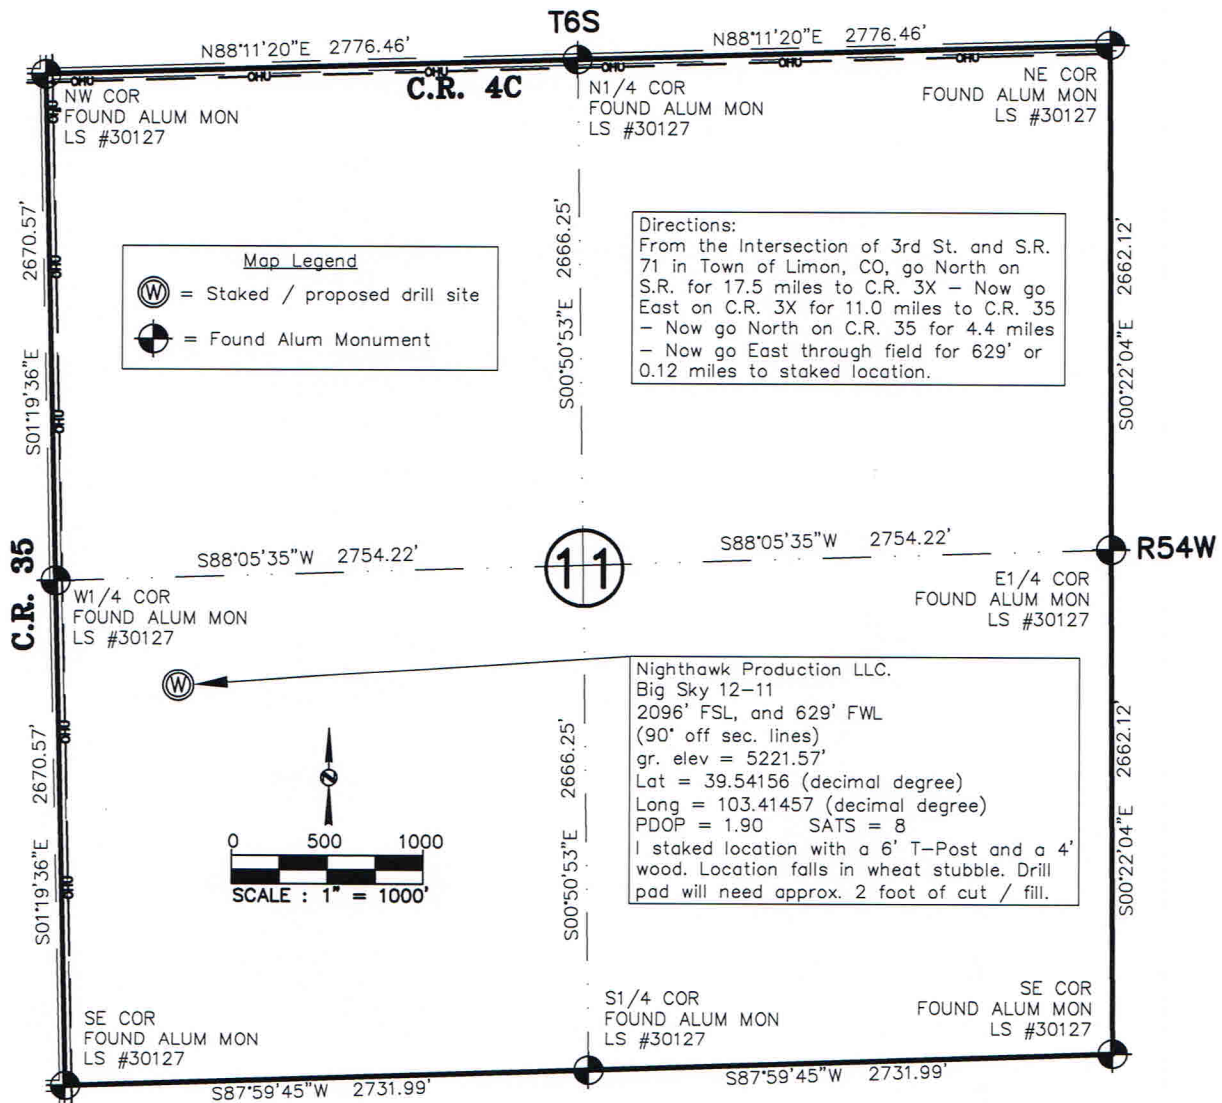 T6S
N88°11'20"E 2776.46'
N88°11'20"E 2776.46'
OHU
OHU
OHU
OHU
OHU
C.R. 4C
NW COR
FOUND ALUM MON
LS #30127
N1/4 COR
FOUND ALUM MON
LS #30127
NE COR
FOUND ALUM MON
LS #30127
OHU
OHU
OHU
S01°19'36"E 2670.57'
S00°50'53"E 2666.25'
S00°22'04"E 2662.12'
Map Legend
W = Staked / proposed drill site
= Found Alum Monument
Directions:
From the Intersection of 3rd St. and S.R.
71 in Town of Limon, CO, go North on
S.R. for 17.5 miles to C.R. 3X – Now go
East on C.R. 3X for 11.0 miles to C.R. 35
– Now go North on C.R. 35 for 4.4 miles
– Now go East through field for 629' or
0.12 miles to staked location.
C.R. 35
S88°05'35"W 2754.22'
11
S88°05'35"W 2754.22'
R54W
W1/4 COR
FOUND ALUM MON
LS #30127
E1/4 COR
FOUND ALUM MON
LS #30127
W
Nighthawk Production LLC.
Big Sky 12–11
2096' FSL, and 629' FWL
(90° off sec. lines)
gr. elev = 5221.57'
Lat = 39.54156 (decimal degree)
Long = 103.41457 (decimal degree)
PDOP = 1.90 SATS = 8
I staked location with a 6' T–Post and a 4'
wood. Location falls in wheat stubble. Drill
pad will need approx. 2 foot of cut / fill.
OHU
OHU
S01°19'36"E 2670.57'
S00°50'53"E 2666.25'
S00°22'04"E 2662.12'
N
0 500 1000
SCALE : 1" = 1000'
SE COR
FOUND ALUM MON
LS #30127
S1/4 COR
FOUND ALUM MON
LS #30127
SE COR
FOUND ALUM MON
LS #30127
S87°59'45"W 2731.99'
S87°59'45"W 2731.99'